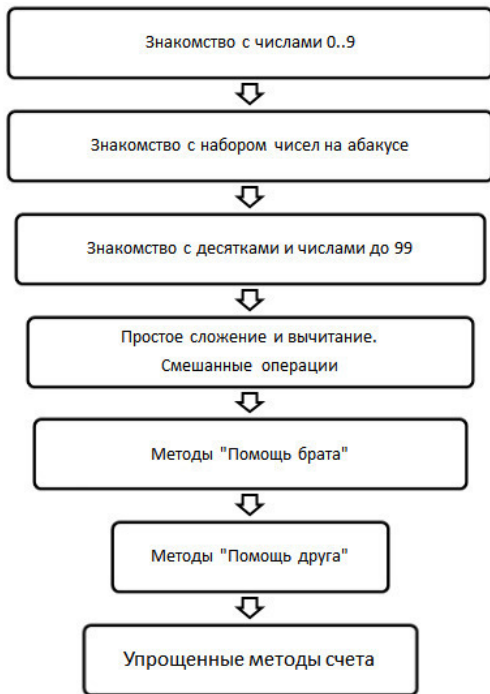 Знакомство с числами 0..9
Знакомство с набором чисел на абакусе
Знакомство с десятками и числами до 99
Простое сложение и вычитание.
Смешанные операции
Методы "Помощь брата"
Методы "Помощь друга"
Упрощенные методы счета